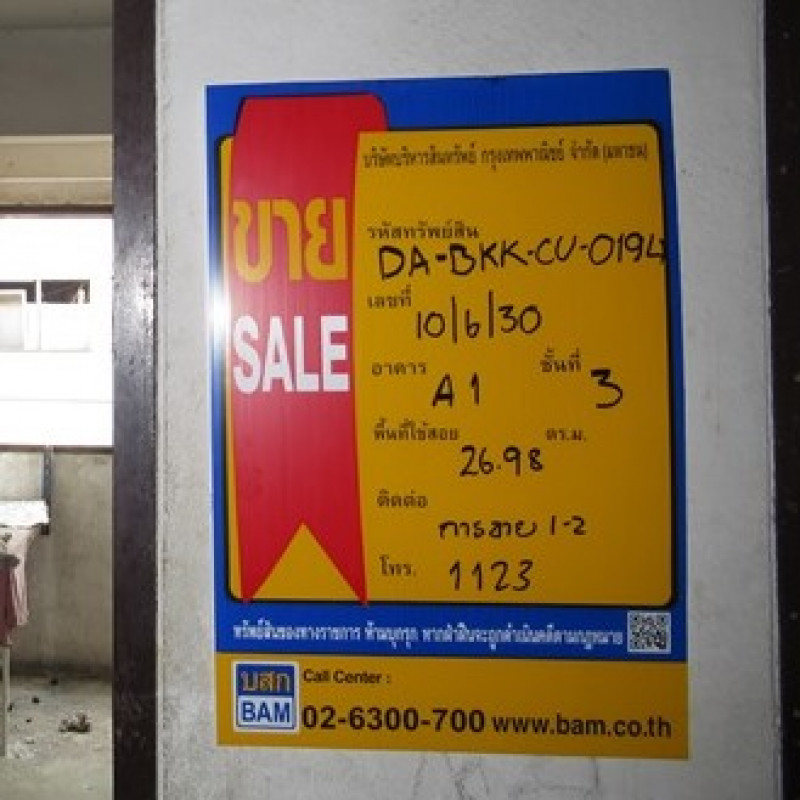 บริษัทบริหารสินทรัพย์ กรุงเทพพาณิชย์ จำกัด (มหาชน)
ขาย
SALE
รหัสทรัพย์สิน
DA-BKK-CU-0194
เลขที่
10/6/30
อาคาร A1 ชั้นที่ 3
พื้นที่ใช้สอย 26.98 ตร.ม.
ติดต่อ
การขาย 1-2
โทร. 1123
ทรัพย์สินของทางราชการ ห้ามบุกรุก หากฝ่าฝืนจะถูกดำเนินคดีตามกฎหมาย
บสก
BAM
Call Center :
02-6300-700 www.bam.co.th